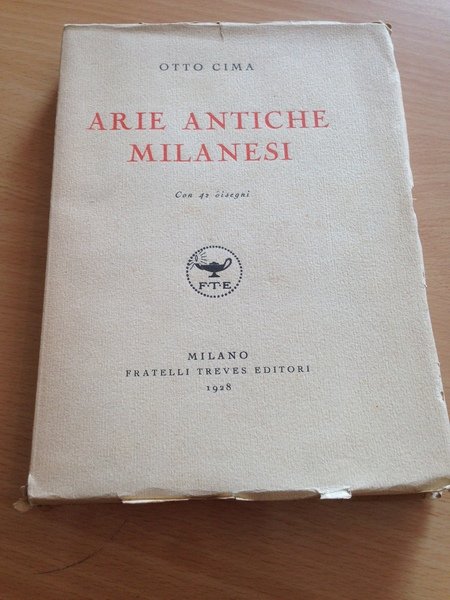 OTTO CIMA
ARIE ANTICHE
MILANESI
Con 42 disegni
F·T·E
MILANO
FRATELLI TREVES EDITORI
1928